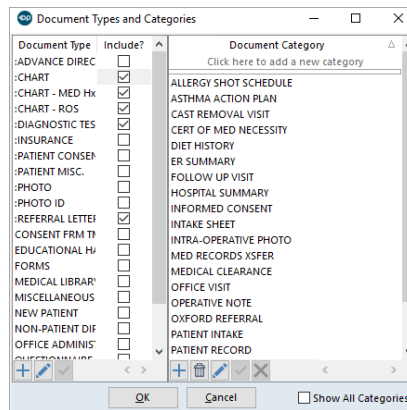 Document Types and Categories
Document Type Include?
:ADVANCE DIREC
:CHART
:CHART - MED Hx
:CHART - ROS
:DIAGNOSTIC TES
:INSURANCE
:PATIENT CONSEN
:PATIENT MISC.
:PHOTO
:PHOTO ID
:REFERRAL LETTER
CONSENT FRM TM
EDUCATIONAL HA
FORMS
MEDICAL LIBRARY
MISCELLANEOUS
NEW PATIENT
NON-PATIENT DIR
OFFICE ADMINIST
QUESTIONNAIRE
Document Category
Click here to add a new category
ALLERGY SHOT SCHEDULE
ASTHMA ACTION PLAN
CAST REMOVAL VISIT
CERT OF MED NECESSITY
DIET HISTORY
ER SUMMARY
FOLLOW UP VISIT
HOSPITAL SUMMARY
INFORMED CONSENT
INTAKE SHEET
INTRA-OPERATIVE PHOTO
MED RECORDS XSFER
MEDICAL CLEARANCE
OFFICE VISIT
OPERATIVE NOTE
OXFORD REFERRAL
PATIENT INTAKE
PATIENT RECORD
OK
Cancel
Show All Categories